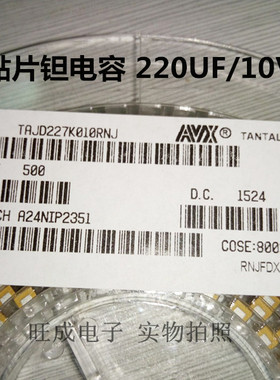 贴片钽电容 220UF/10V
TAJD227K010RNJ
AVX®
TANTAL
500
D.C. 1524
CH A24NIP2351
COSE:800
RNJFDX
旺成电子 实物拍照